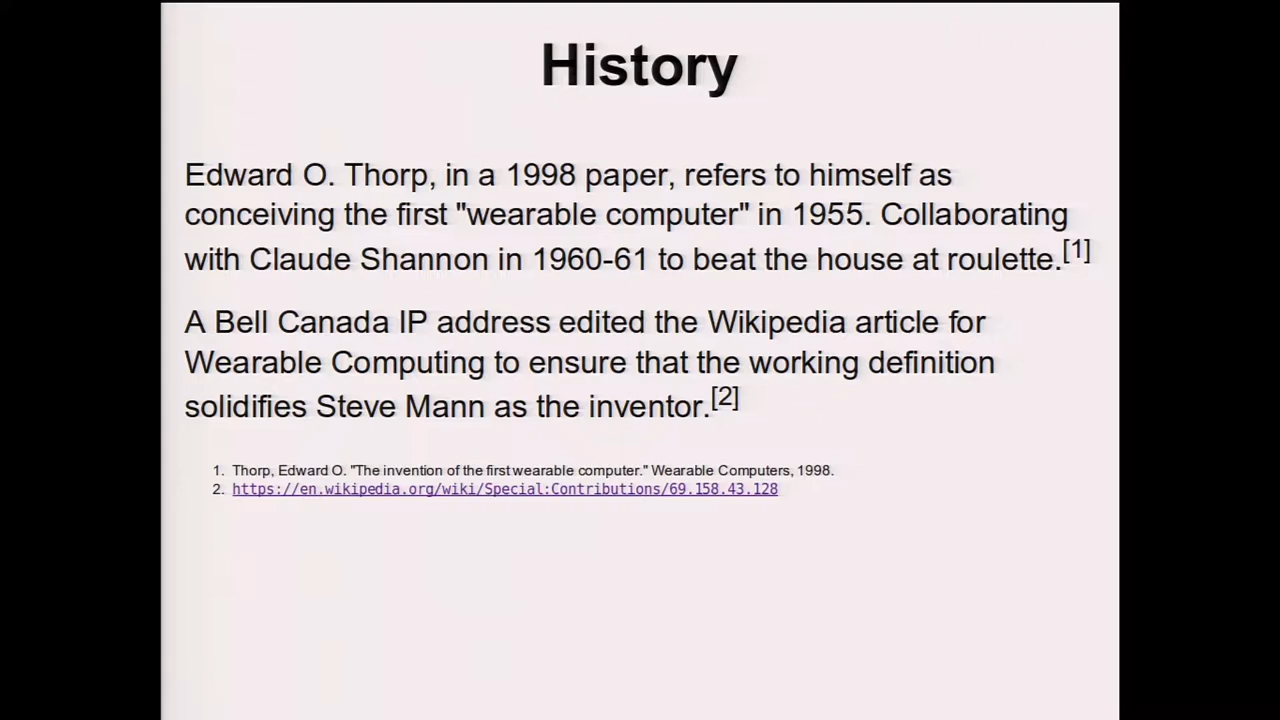 History
Edward O. Thorp, in a 1998 paper, refers to himself as
conceiving the first "wearable computer" in 1955. Collaborating
with Claude Shannon in 1960-61 to beat the house at roulette.[1]
A Bell Canada IP address edited the Wikipedia article for
Wearable Computing to ensure that the working definition
solidifies Steve Mann as the inventor.[2]
1. Thorp, Edward O. "The invention of the first wearable computer." Wearable Computers, 1998.
2. https://en.wikipedia.org/wiki/Special:Contributions/69.158.43.128